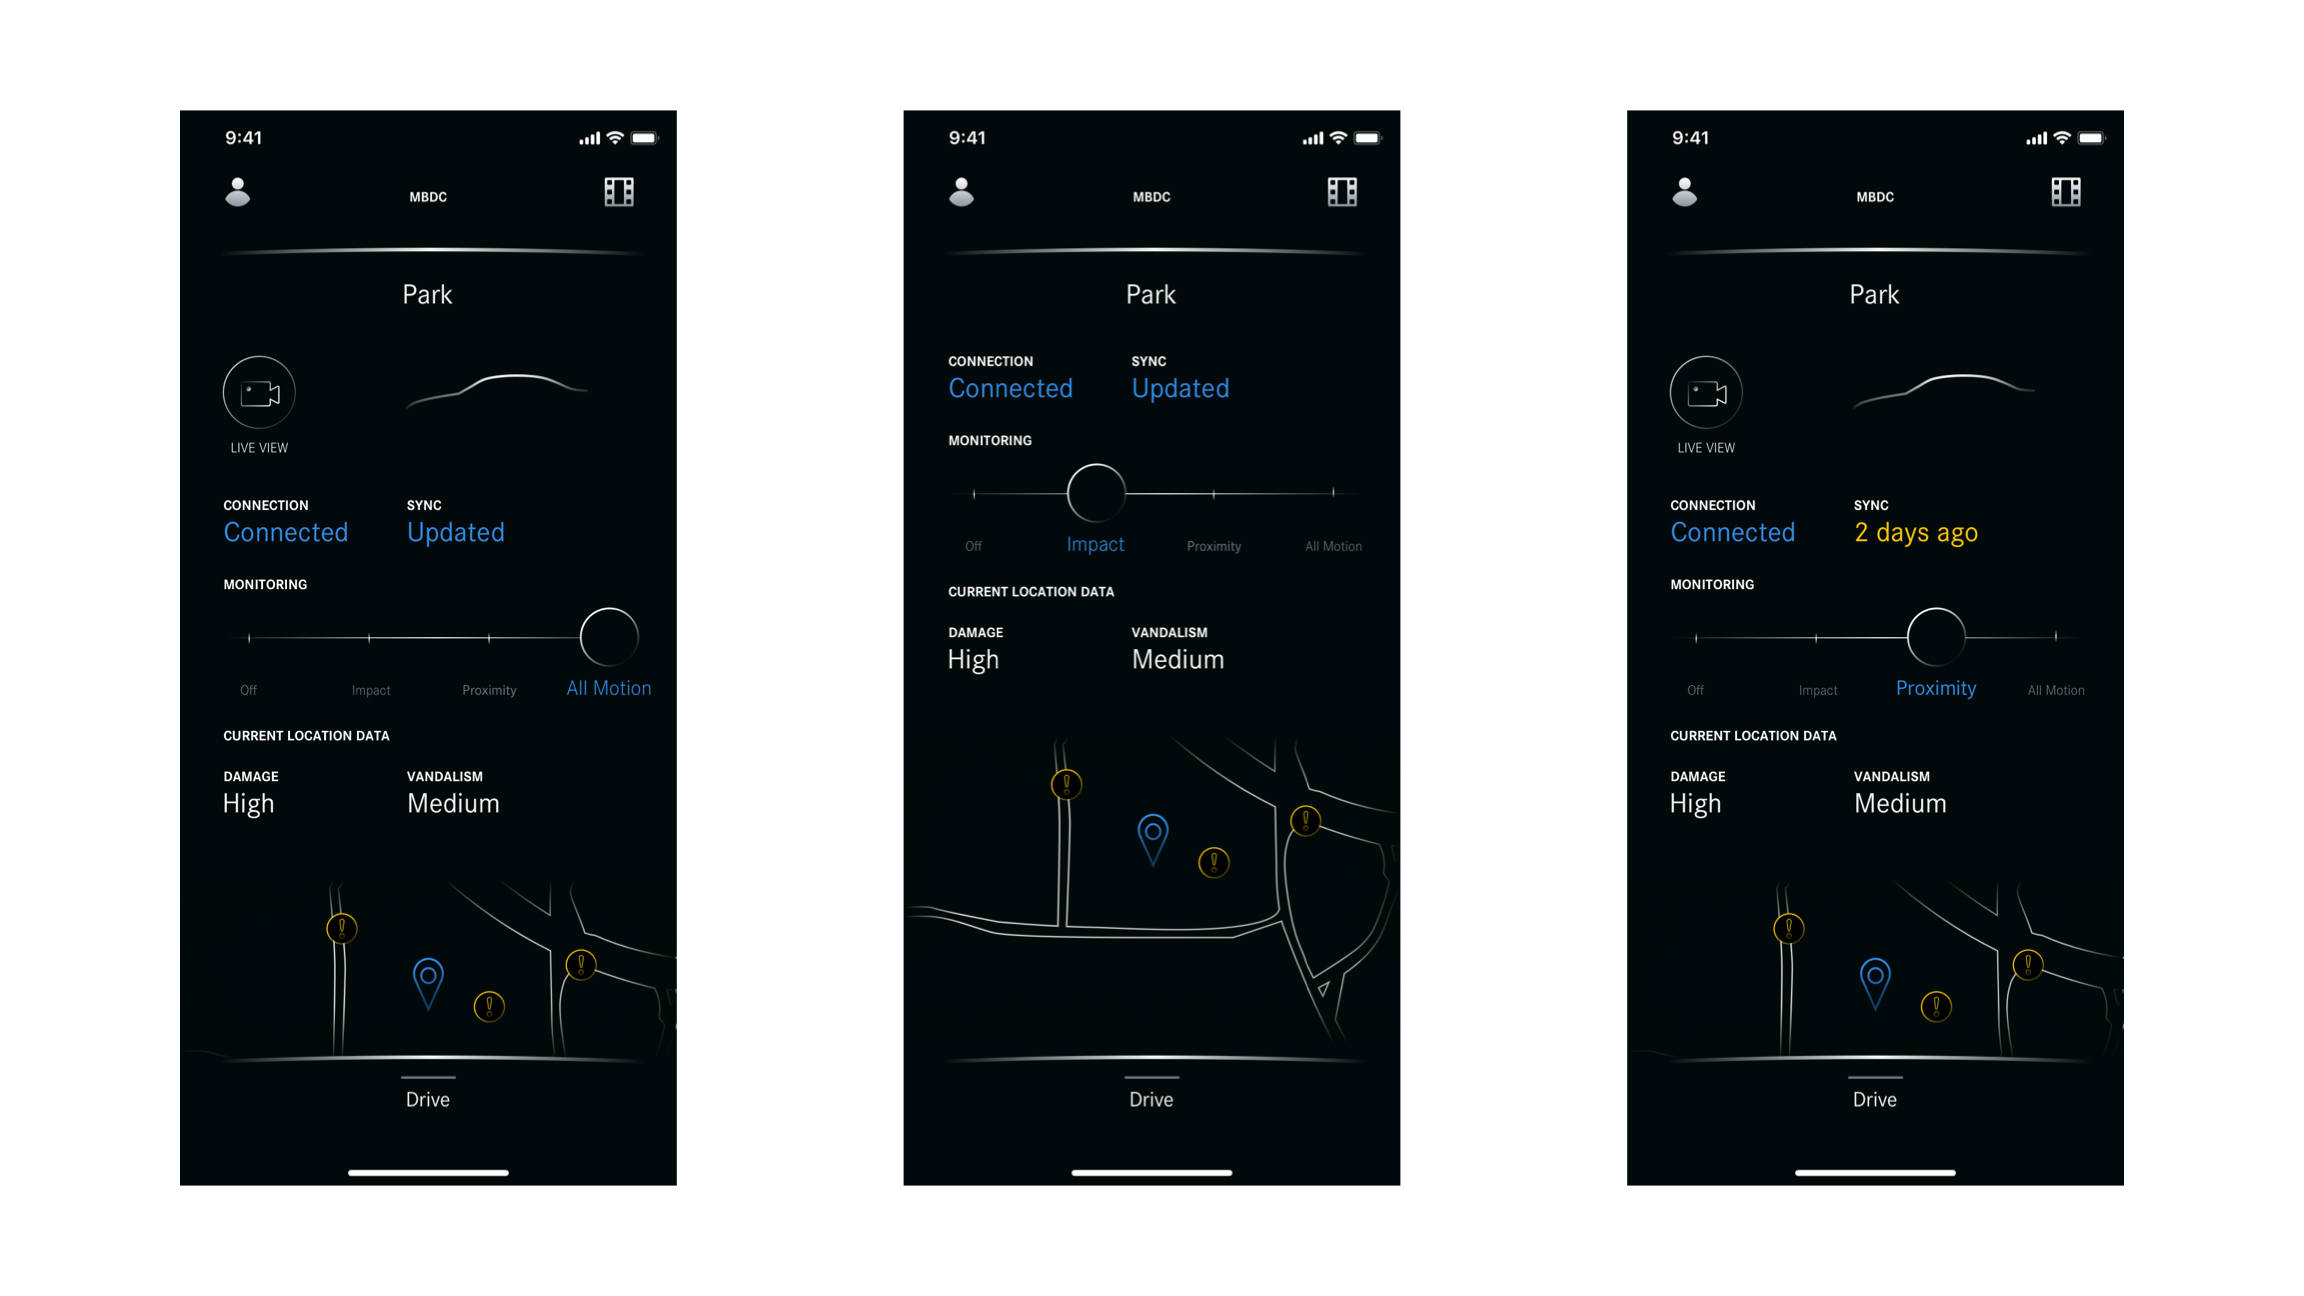 9:41
MBDC
Park
LIVE VIEW
CONNECTION SYNC
Connected Updated
MONITORING
Off Impact Proximity All Motion
CURRENT LOCATION DATA
DAMAGE VANDALISM
High Medium
Drive
9:41
MBDC
Park
CONNECTION SYNC
Connected Updated
MONITORING
Off Impact Proximity All Motion
CURRENT LOCATION DATA
DAMAGE VANDALISM
High Medium
Drive
9:41
MBDC
Park
LIVE VIEW
CONNECTION SYNC
Connected 2 days ago
MONITORING
Off Impact Proximity All Motion
CURRENT LOCATION DATA
DAMAGE VANDALISM
High Medium
Drive